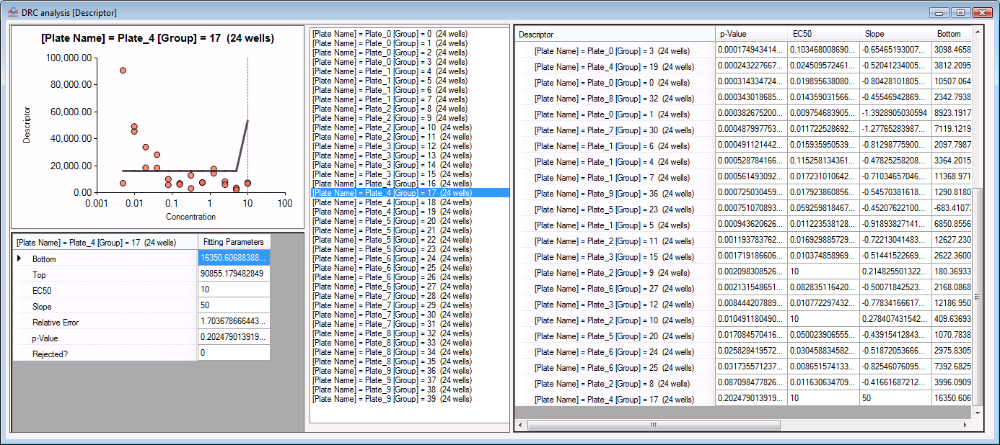 DRC analysis [Descriptor]
[Plate Name] = Plate_4 [Group] = 17 (24 wells)
100,000.00
80,000.00
60,000.00
40,000.00
20,000.00
0.00
Descriptor
0.001 0.01 0.1 1 10 100
Concentration
[Plate Name] = Plate_4 [Group] = 17 (24 wells) Fitting Parameters
Bottom 16350.60688388...
Top 90855.179482849
EC50 10
Slope 50
Relative Error 1.703678666443...
p-Value 0.202479013919...
Rejected? 0
[Plate Name] = Plate_0 [Group] = 0 (24 wells)
[Plate Name] = Plate_0 [Group] = 1 (24 wells)
[Plate Name] = Plate_0 [Group] = 2 (24 wells)
[Plate Name] = Plate_0 [Group] = 3 (24 wells)
[Plate Name] = Plate_1 [Group] = 4 (24 wells)
[Plate Name] = Plate_1 [Group] = 5 (24 wells)
[Plate Name] = Plate_1 [Group] = 6 (24 wells)
[Plate Name] = Plate_1 [Group] = 7 (24 wells)
[Plate Name] = Plate_2 [Group] = 8 (24 wells)
[Plate Name] = Plate_2 [Group] = 9 (24 wells)
[Plate Name] = Plate_2 [Group] = 10 (24 wells)
[Plate Name] = Plate_2 [Group] = 11 (24 wells)
[Plate Name] = Plate_3 [Group] = 12 (24 wells)
[Plate Name] = Plate_3 [Group] = 13 (24 wells)
[Plate Name] = Plate_3 [Group] = 14 (24 wells)
[Plate Name] = Plate_3 [Group] = 15 (24 wells)
[Plate Name] = Plate_4 [Group] = 16 (24 wells)
[Plate Name] = Plate_4 [Group] = 17 (24 wells)
[Plate Name] = Plate_4 [Group] = 18 (24 wells)
[Plate Name] = Plate_4 [Group] = 19 (24 wells)
[Plate Name] = Plate_5 [Group] = 20 (24 wells)
[Plate Name] = Plate_5 [Group] = 21 (24 wells)
[Plate Name] = Plate_5 [Group] = 22 (24 wells)
[Plate Name] = Plate_5 [Group] = 23 (24 wells)
[Plate Name] = Plate_6 [Group] = 24 (24 wells)
[Plate Name] = Plate_6 [Group] = 25 (24 wells)
[Plate Name] = Plate_6 [Group] = 26 (24 wells)
[Plate Name] = Plate_6 [Group] = 27 (24 wells)
[Plate Name] = Plate_7 [Group] = 28 (24 wells)
[Plate Name] = Plate_7 [Group] = 29 (24 wells)
[Plate Name] = Plate_7 [Group] = 30 (24 wells)
[Plate Name] = Plate_7 [Group] = 31 (24 wells)
[Plate Name] = Plate_8 [Group] = 32 (24 wells)
[Plate Name] = Plate_8 [Group] = 33 (24 wells)
[Plate Name] = Plate_8 [Group] = 34 (24 wells)
[Plate Name] = Plate_8 [Group] = 35 (24 wells)
[Plate Name] = Plate_9 [Group] = 36 (24 wells)
[Plate Name] = Plate_9 [Group] = 37 (24 wells)
[Plate Name] = Plate_9 [Group] = 38 (24 wells)
[Plate Name] = Plate_9 [Group] = 39 (24 wells)
Descriptor p-Value EC50 Slope Bottom
[Plate Name] = Plate_0 [Group] = 3 (24 wells) 0.000174943414... 0.103468008690... -0.65465193007... 3098.4658
[Plate Name] = Plate_4 [Group] = 19 (24 wells) 0.000243227667... 0.024509572461... -0.52041234005... 3812.2095
[Plate Name] = Plate_0 [Group] = 0 (24 wells) 0.000314334724... 0.019895638080... -0.80428101805... 10507.064
[Plate Name] = Plate_8 [Group] = 32 (24 wells) 0.000343018685... 0.014359031566... -0.45546942869... 2342.7938
[Plate Name] = Plate_0 [Group] = 1 (24 wells) 0.000382675200... 0.009754683905... -1.3928905030594 8923.1917
[Plate Name] = Plate_7 [Group] = 30 (24 wells) 0.000487997753... 0.011722528692... -1.27765283987... 7119.1219
[Plate Name] = Plate_1 [Group] = 6 (24 wells) 0.000491121442... 0.015935950539... -0.81298775900... 2097.7987
[Plate Name] = Plate_1 [Group] = 4 (24 wells) 0.000528784166... 0.115258134361... -0.47825258208... 3364.2015
[Plate Name] = Plate_1 [Group] = 7 (24 wells) 0.000561493092... 0.017231010642... -0.71034657046... 11368.971
[Plate Name] = Plate_9 [Group] = 36 (24 wells) 0.000725030459... 0.017923860856... -0.54570381618... 1290.8180
[Plate Name] = Plate_5 [Group] = 23 (24 wells) 0.000751070893... 0.059259818467... -0.45207622100... -683.41077
[Plate Name] = Plate_1 [Group] = 5 (24 wells) 0.000943620626... 0.011223538128... -0.91893827141... 6850.8556
[Plate Name] = Plate_2 [Group] = 11 (24 wells) 0.001193783762... 0.016929885729... -0.72213041483... 12627.230
[Plate Name] = Plate_3 [Group] = 15 (24 wells) 0.001719186606... 0.010374858969... -0.51441522669... 2622.3600
[Plate Name] = Plate_2 [Group] = 9 (24 wells) 0.002098308526... 10 0.214825501322... 180.36933
[Plate Name] = Plate_6 [Group] = 27 (24 wells) 0.002131548651... 0.082835116420... -0.50071842523... 2168.0868
[Plate Name] = Plate_3 [Group] = 12 (24 wells) 0.008444207889... 0.010772297432... -0.77834166617... 12186.950
[Plate Name] = Plate_2 [Group] = 10 (24 wells) 0.010491180490... 10 0.278407431542... 409.63693
[Plate Name] = Plate_5 [Group] = 20 (24 wells) 0.017084570416... 0.050023906555... -0.43915412843... 1070.7838
[Plate Name] = Plate_6 [Group] = 24 (24 wells) 0.025828419572... 0.030458834582... -0.51872053666... 2975.8305
[Plate Name] = Plate_6 [Group] = 25 (24 wells) 0.031735571237... 0.008651574133... -0.82546076095... 7392.6825
[Plate Name] = Plate_2 [Group] = 8 (24 wells) 0.087098477826... 0.011630634709... -0.41661687212... 3996.0909
[Plate Name] = Plate_4 [Group] = 17 (24 wells) 0.202479013919... 10 50 16350.606